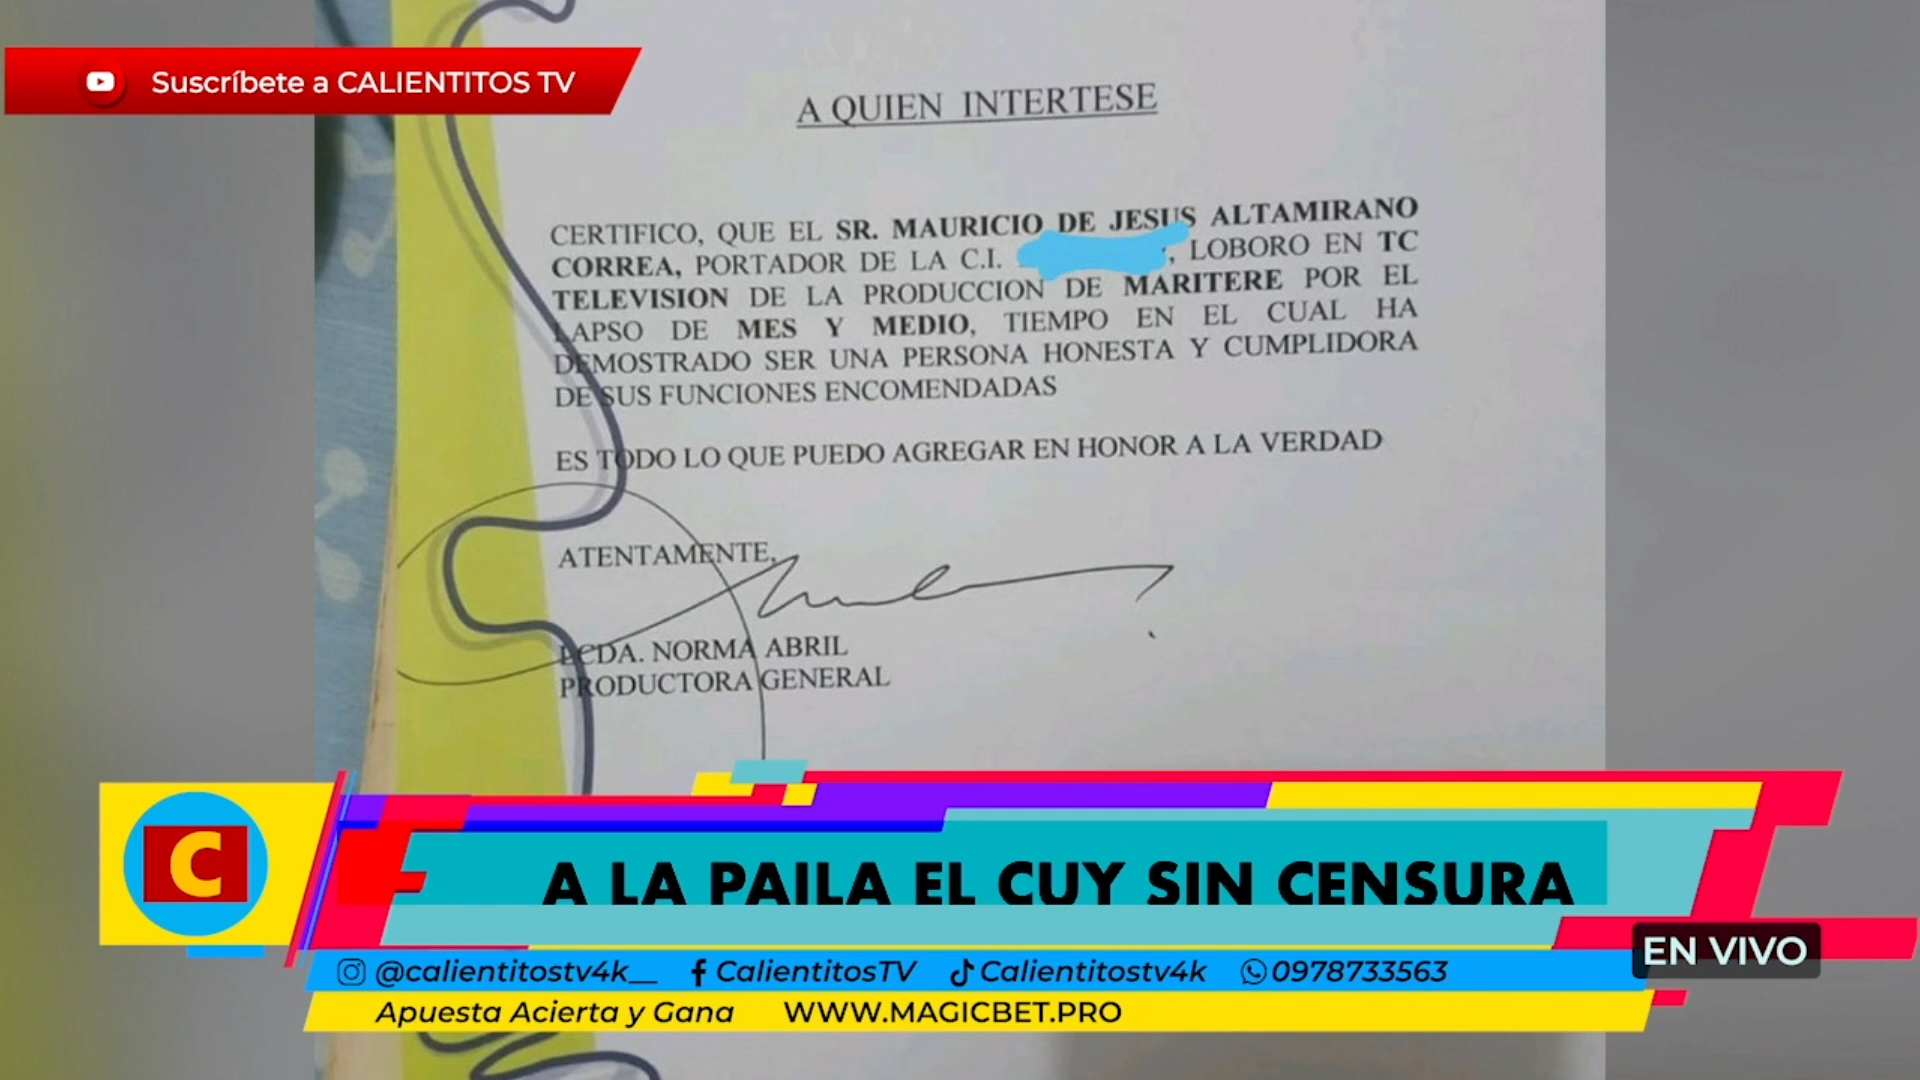 Suscríbete a CALIENTITOS TV
A QUIEN INTERTESE
CERTIFICO, QUE EL SR. MAURICIO DE JESUS ALTAMIRANO
CORREA, PORTADOR DE LA C.I. , LOBORO EN TC
TELEVISION DE LA PRODUCCION DE MARITERE POR EL
LAPSO DE MES Y MEDIO, TIEMPO EN EL CUAL HA
DEMOSTRADO SER UNA PERSONA HONESTA Y CUMPLIDORA
DE SUS FUNCIONES ENCOMENDADAS
ES TODO LO QUE PUEDO AGREGAR EN HONOR A LA VERDAD
ATENTAMENTE,
LCDA. NORMA ABRIL
PRODUCTORA GENERAL
C
A LA PAILA EL CUY SIN CENSURA
EN VIVO
@calientitostv4k__ CalientitosTV Calientitostv4k 0978733563
Apuesta Acierta y Gana WWW.MAGICBET.PRO